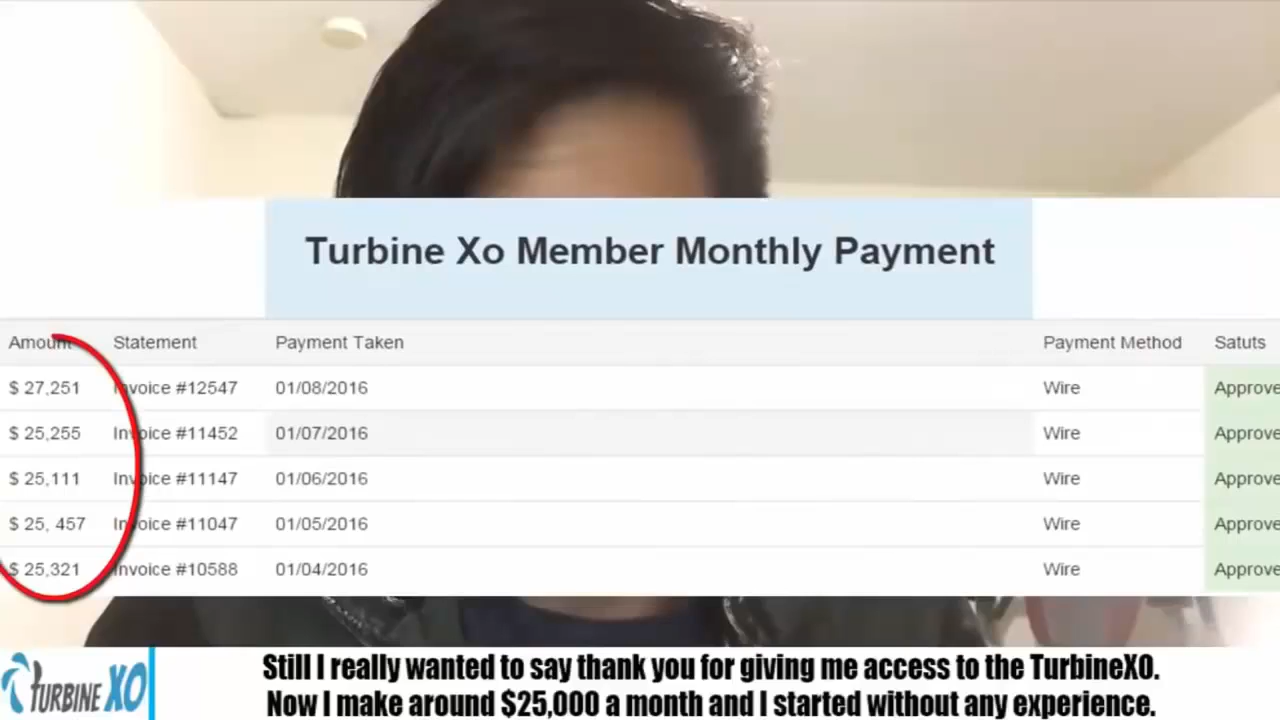 Turbine Xo Member Monthly Payment
Amount Statement Payment Taken Payment Method Satuts
$ 27,251 Invoice #12547 01/08/2016 Wire Approve
$ 25,255 Invoice #11452 01/07/2016 Wire Approve
$ 25,111 Invoice #11147 01/06/2016 Wire Approve
$ 25, 457 Invoice #11047 01/05/2016 Wire Approve
$ 25,321 Invoice #10588 01/04/2016 Wire Approve
TURBINE XO
Still I really wanted to say thank you for giving me access to the TurbineXO.
Now I make around $25,000 a month and I started without any experience.